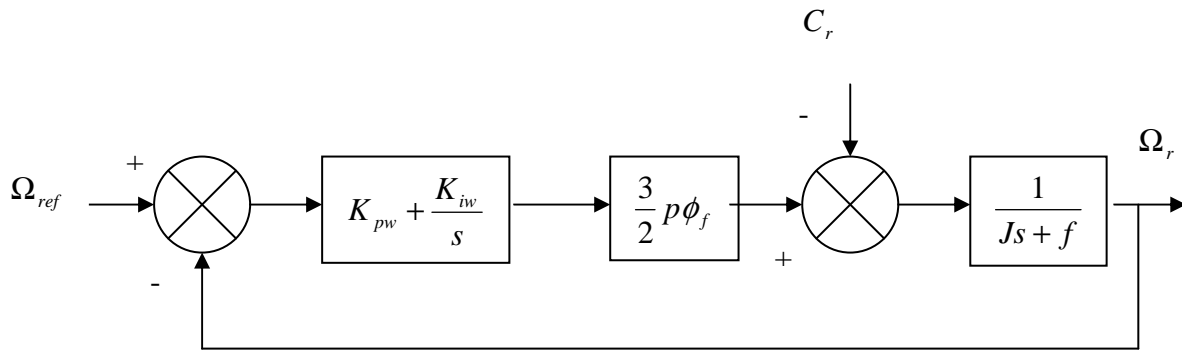 C_r
-
+
Ω_ref
K_pw + K_iw/s
3/2 pϕ_f
+
1/(Js + f)
Ω_r
-